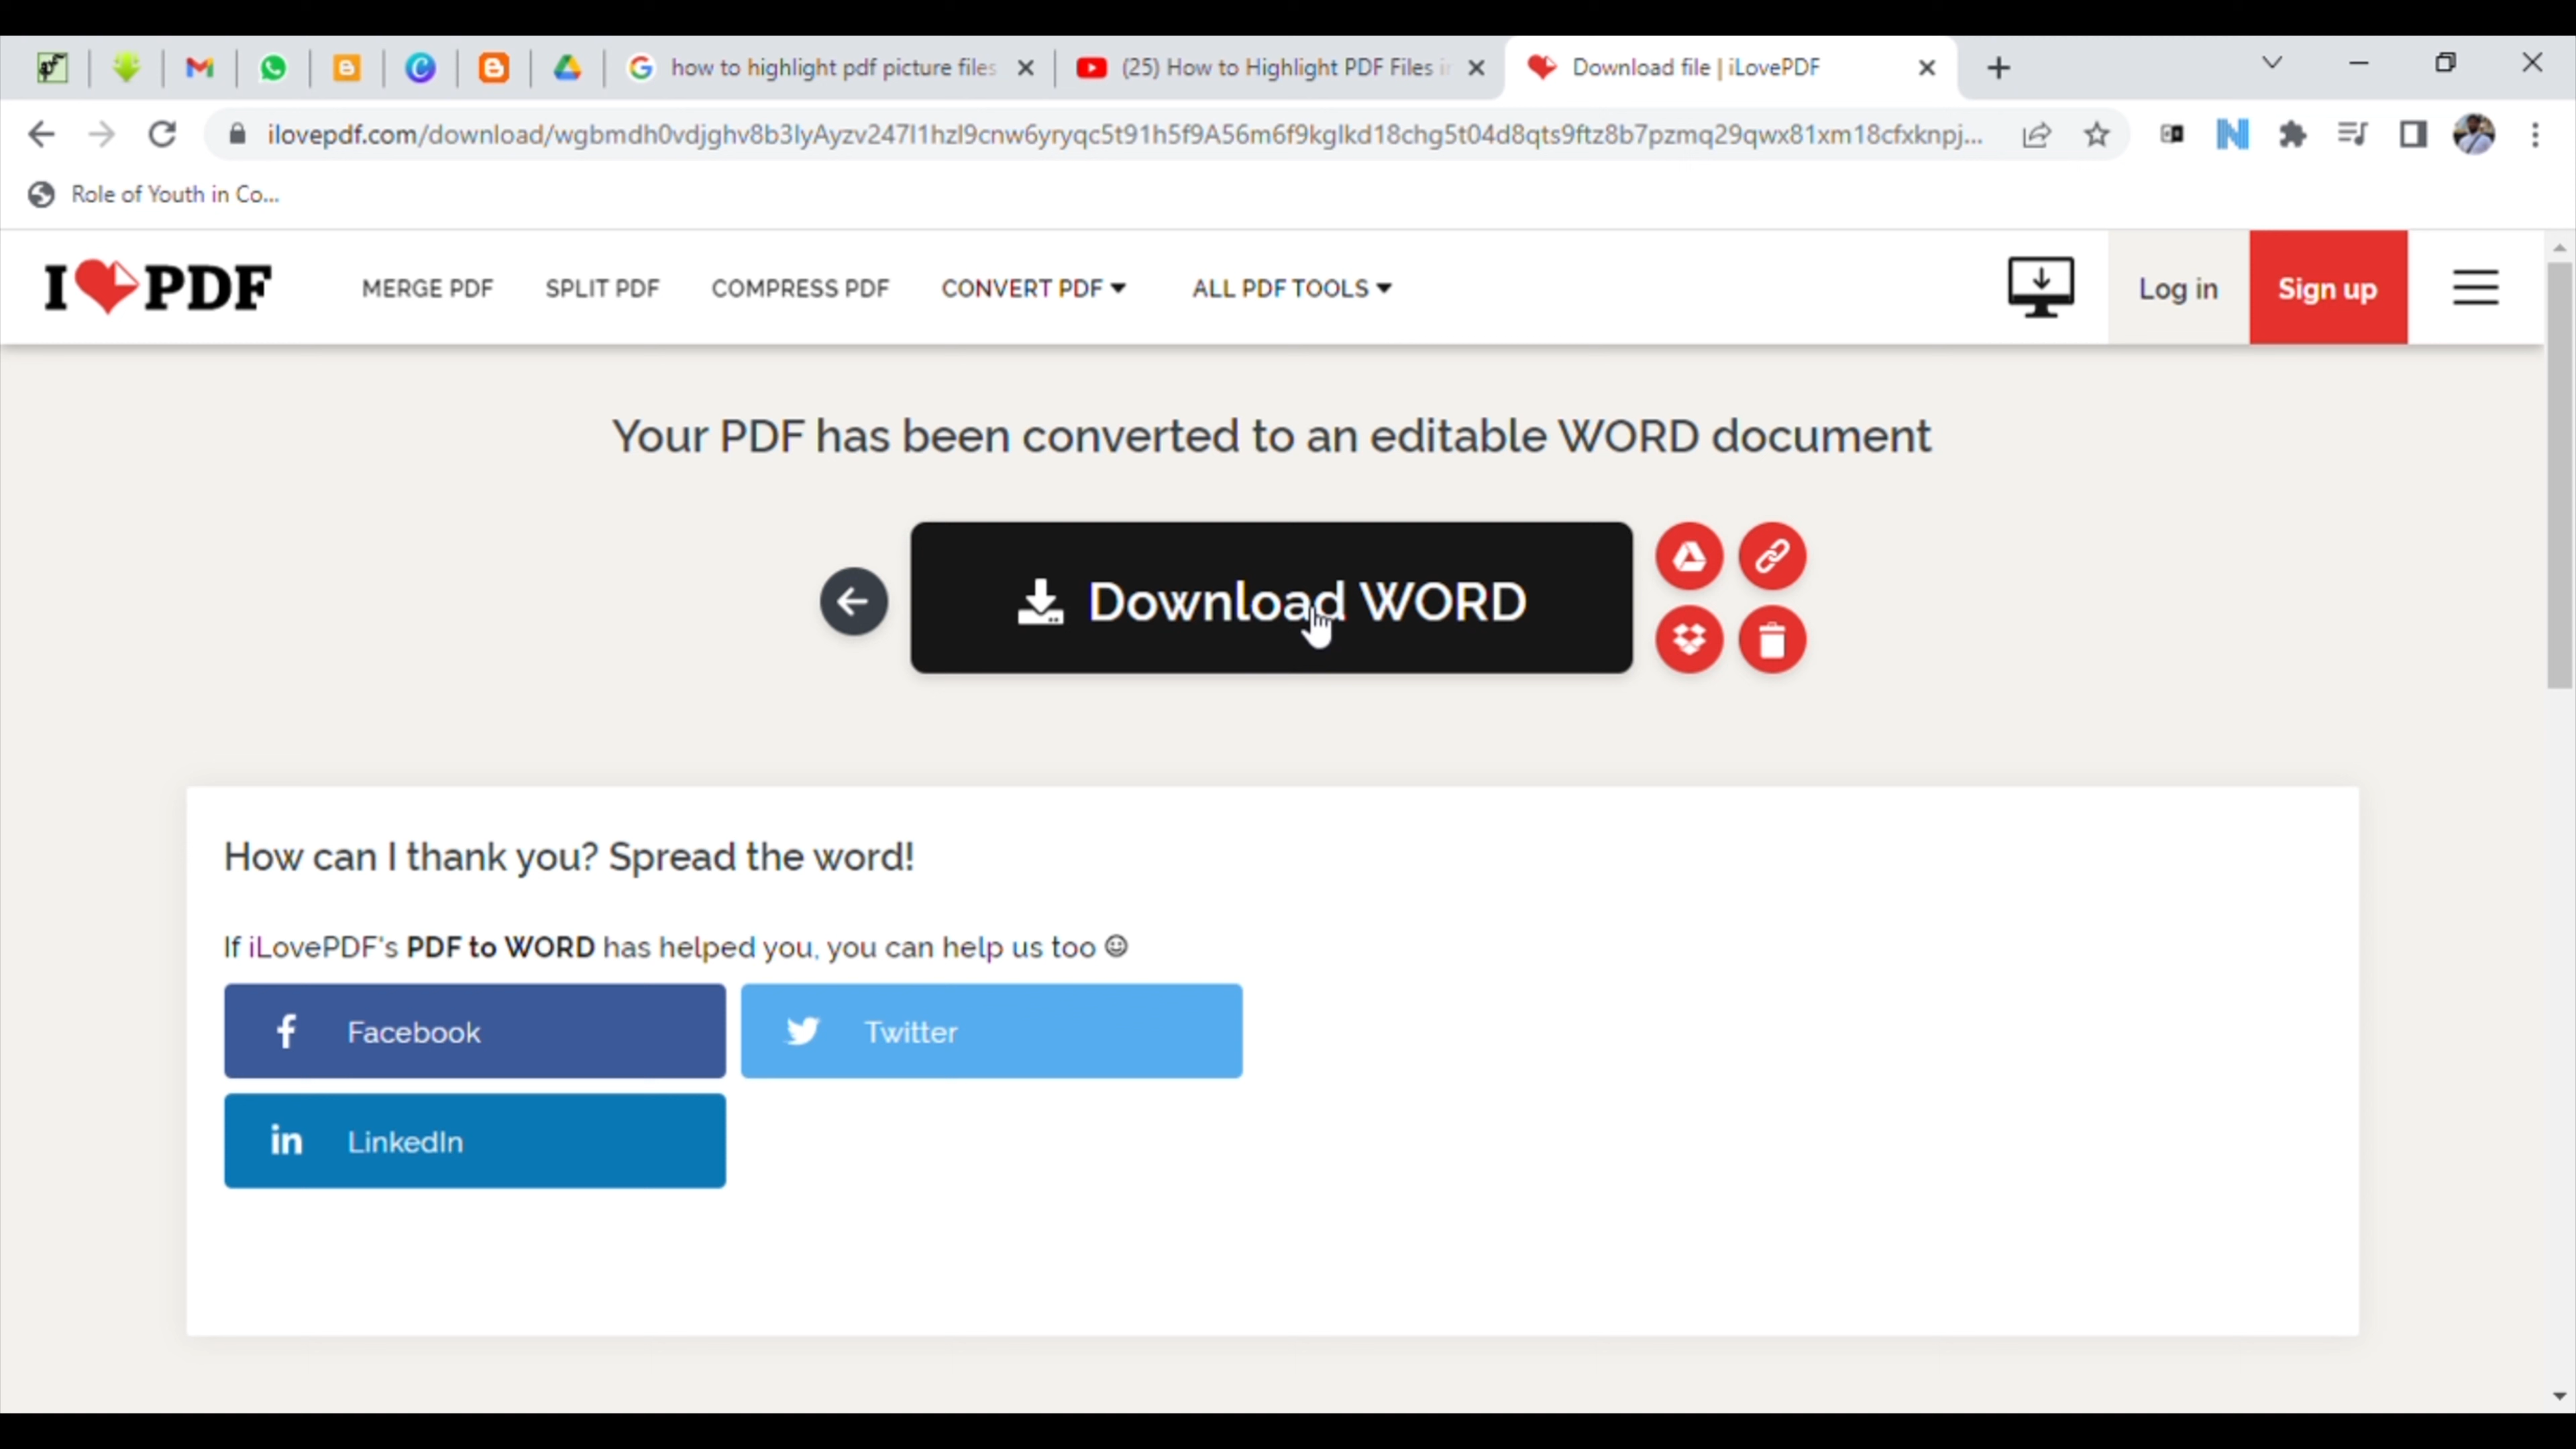 how to highlight pdf picture files
(25) How to Highlight PDF Files i
Download file | iLovePDF
ilovepdf.com/download/
Role of Youth in Co...
I PDF
MERGE PDF
SPLIT PDF
COMPRESS PDF
CONVERT PDF
ALL PDF TOOLS
Log in
Sign up
Your PDF has been converted to an editable WORD document
Download WORD
How can I thank you? Spread the word!
If iLovePDF's PDF to WORD has helped you, you can help us too
Facebook
Twitter
LinkedIn